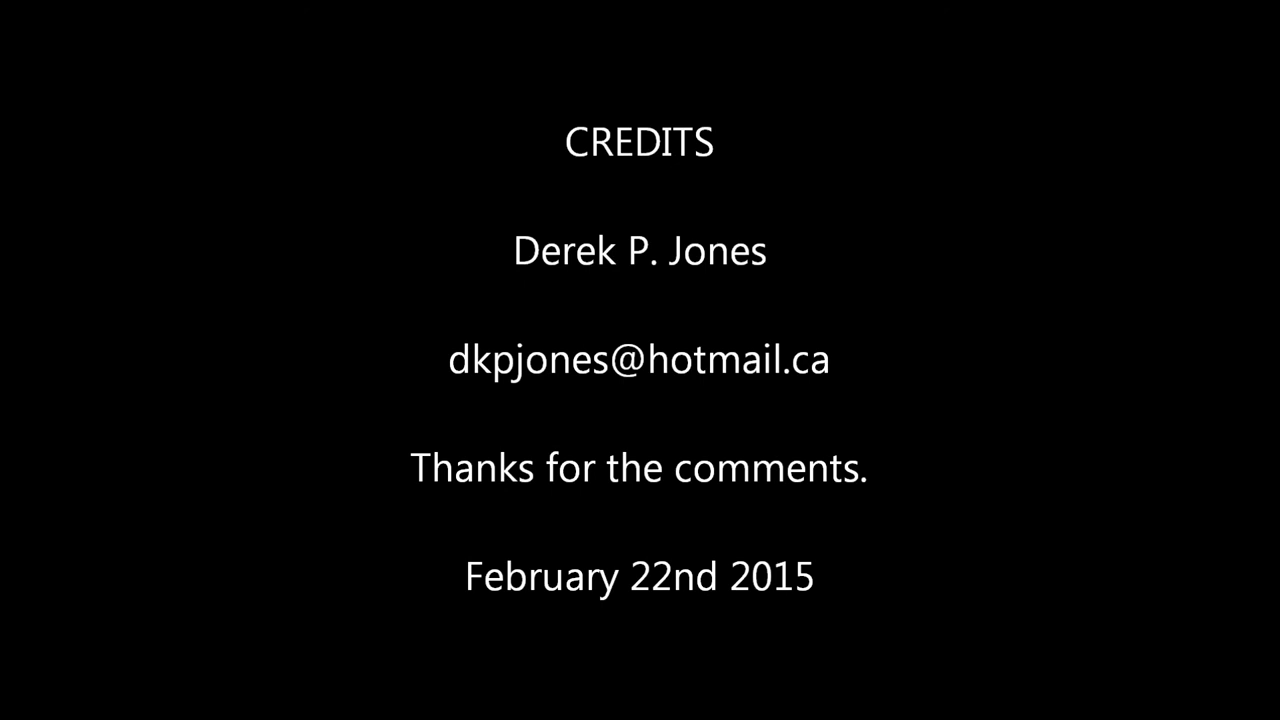 CREDITS
Derek P. Jones
dkpjones@hotmail.ca
Thanks for the comments.
February 22nd 2015